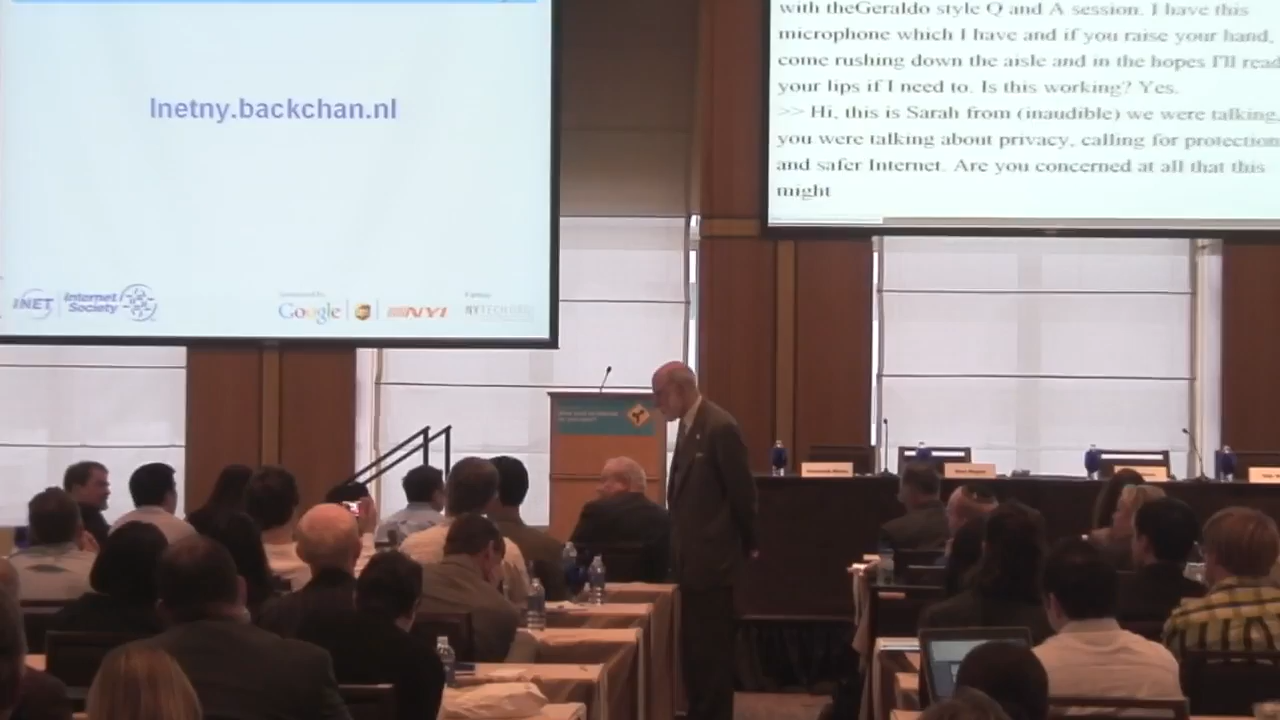 Inetny.backchan.nl
INET
Internet
Society
Google
NYI
with theGeraldo style Q and A session. I have this
microphone which I have and if you raise your hand,
come rushing down the aisle and in the hopes I'll read
your lips if I need to. Is this working? Yes.
>> Hi, this is Sarah from (inaudible) we were talking,
you were talking about privacy, calling for protection
and safer Internet. Are you concerned at all that this
might